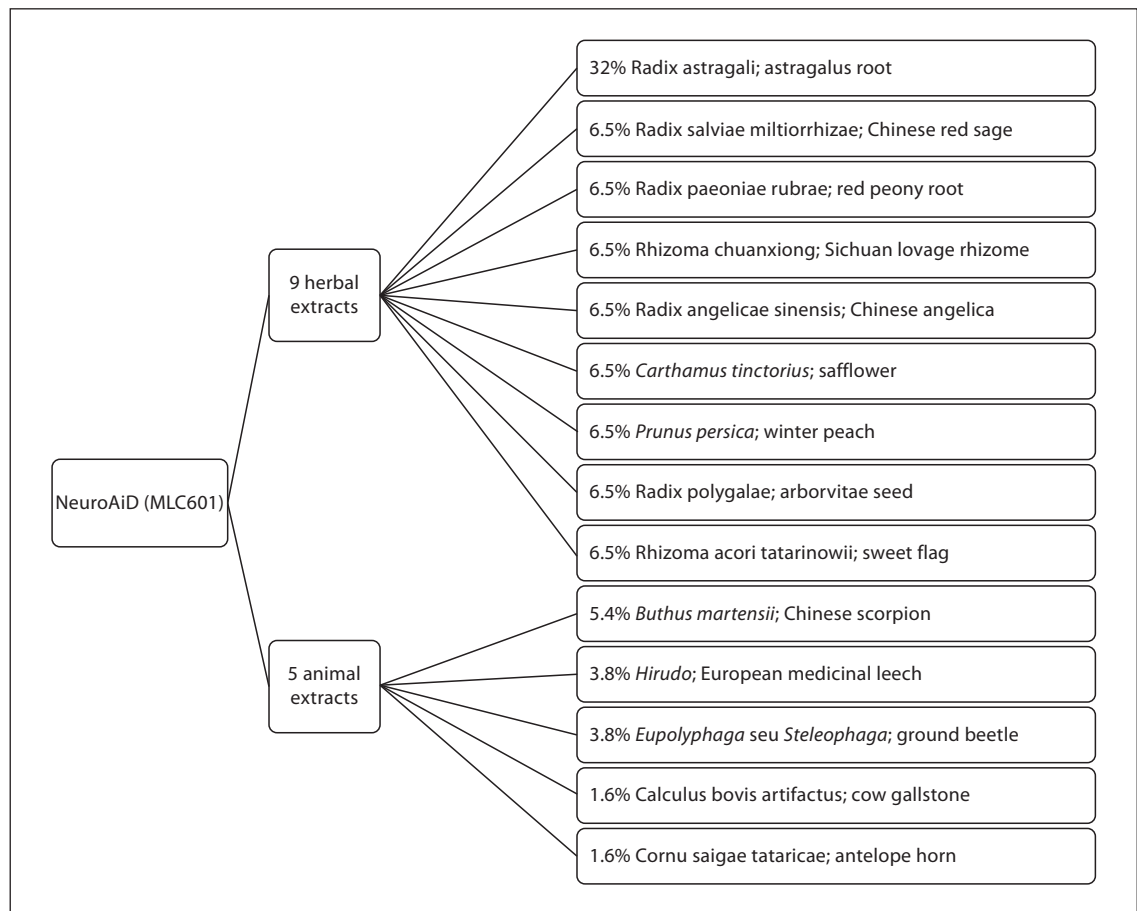 NeuroAiD (MLC601)
9 herbal
extracts
32% Radix astragali; astragalus root
6.5% Radix salviae miltiorrhizae; Chinese red sage
6.5% Radix paeoniae rubrae; red peony root
6.5% Rhizoma chuanxiong; Sichuan lovage rhizome
6.5% Radix angelicae sinensis; Chinese angelica
6.5% Carthamus tinctorius; safflower
6.5% Prunus persica; winter peach
6.5% Radix polygalae; arborvitae seed
6.5% Rhizoma acori tatarinowii; sweet flag
5 animal
extracts
5.4% Buthus martensii; Chinese scorpion
3.8% Hirudo; European medicinal leech
3.8% Eupolyphaga seu Steleophaga; ground beetle
1.6% Calculus bovis artifactus; cow gallstone
1.6% Cornu saigae tataricae; antelope horn